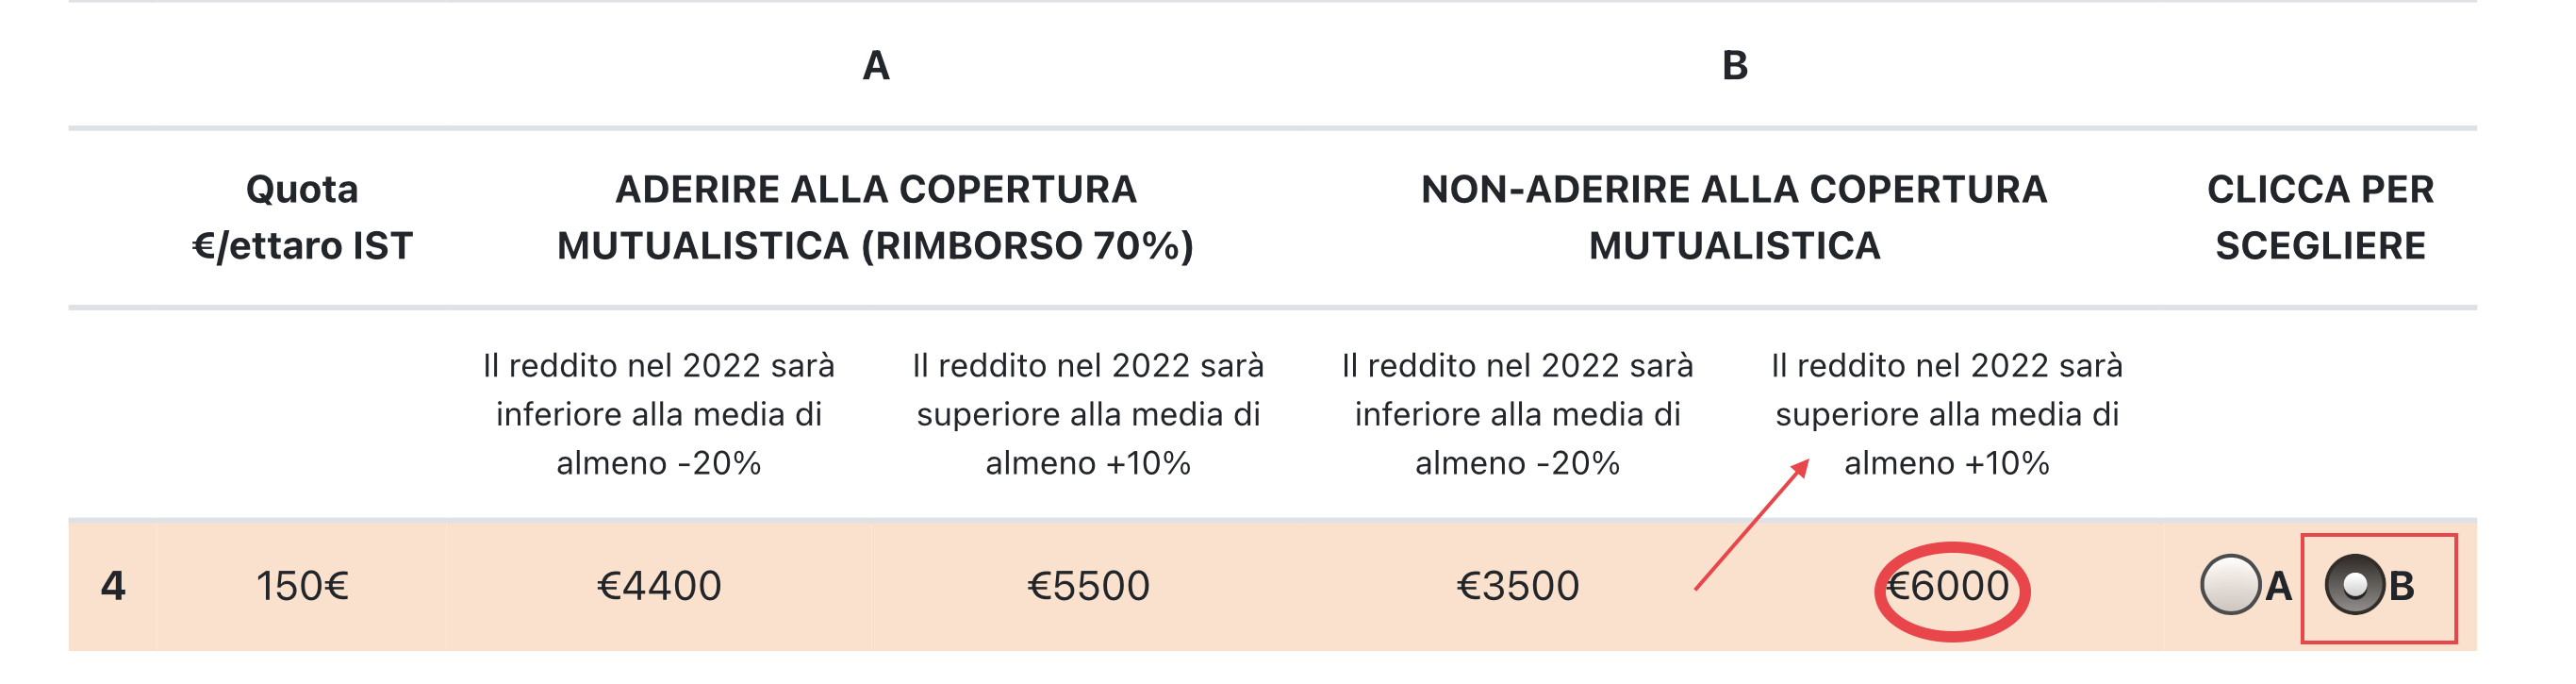 A B
Quota ADERIRE ALLA COPERTURA NON-ADERIRE ALLA COPERTURA CLICCA PER
€/ettaro IST MUTUALISTICA (RIMBORSO 70%) MUTUALISTICA SCEGLIERE
Il reddito nel 2022 sarà Il reddito nel 2022 sarà Il reddito nel 2022 sarà Il reddito nel 2022 sarà
inferiore alla media di superiore alla media di inferiore alla media di superiore alla media di
almeno -20% almeno +10% almeno -20% almeno +10%
4 150€ €4400 €5500 €3500 €6000 A B